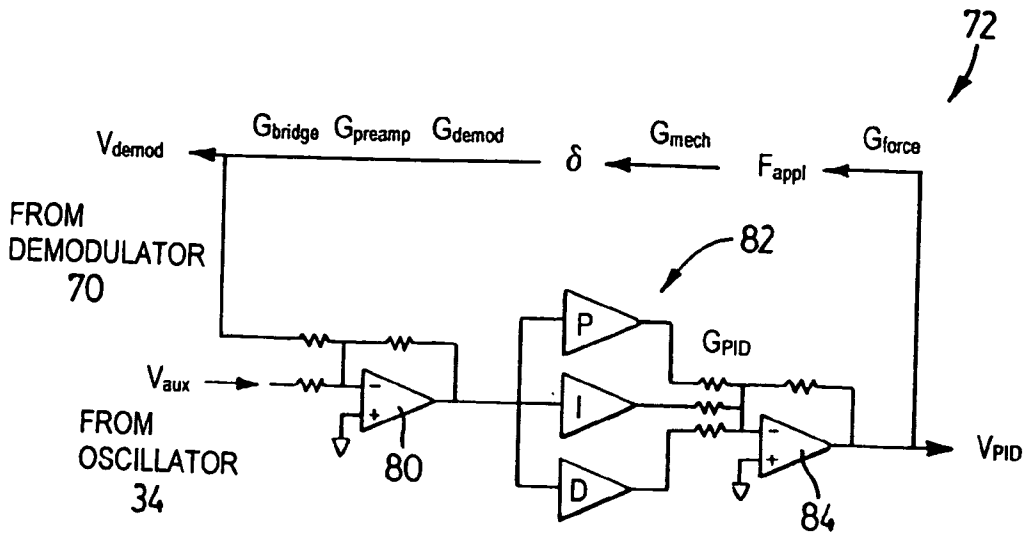 72
Gbridge Gpreamp Gdemod
Gmech
Gforce
Vdemod
δ
Fappl
FROM
DEMODULATOR
70
82
P
GPID
Vaux
-
+
I
-
+
FROM
OSCILLATOR
34
80
D
84
VPID